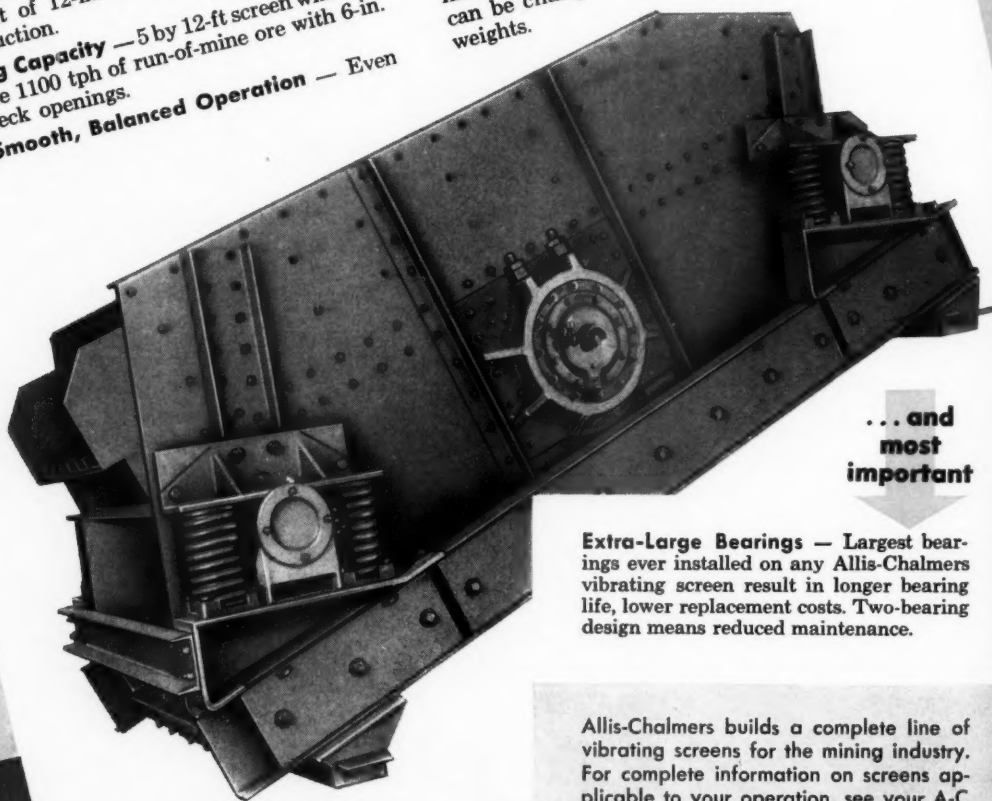 t of 12-in.
uction.
g Capacity — 5 by 12-ft screen
e 1100 tph of run-of-mine ore with 6-in.
eck openings.
Smooth, Balanced Operation — Even
can be
weights.
... and
most
important
Extra-Large Bearings — Largest bear-
ings ever installed on any Allis-Chalmers
vibrating screen result in longer bearing
life, lower replacement costs. Two-bearing
design means reduced maintenance.
Allis-Chalmers builds a complete line of
vibrating screens for the mining industry.
For complete information on screens ap-
plicable to your operation, see your A-C